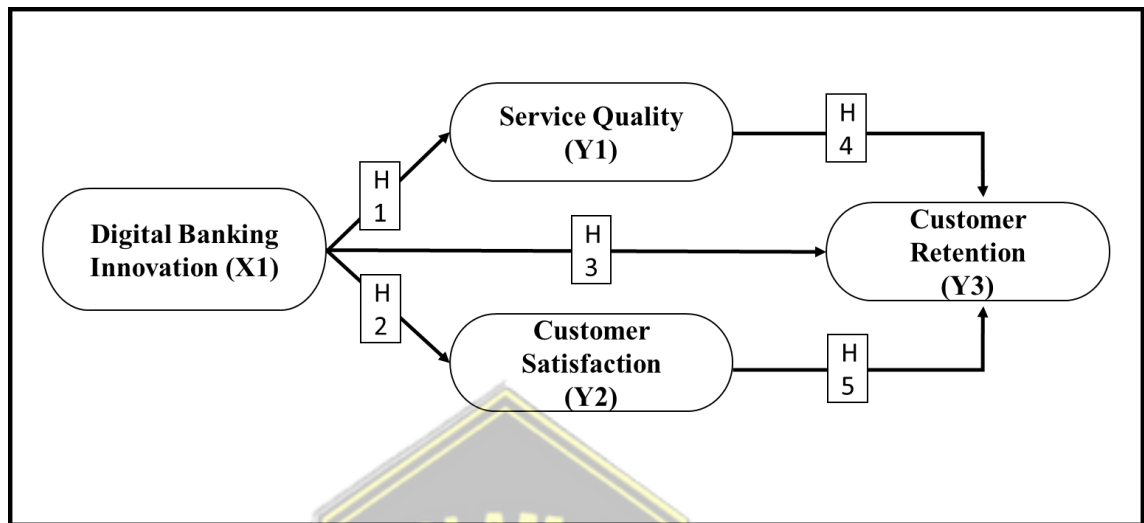 Service Quality
(Y1)
H
4
H
1
Digital Banking
Innovation (X1)
H
3
Customer
Retention
(Y3)
H
2
Customer
Satisfaction
(Y2)
H
5